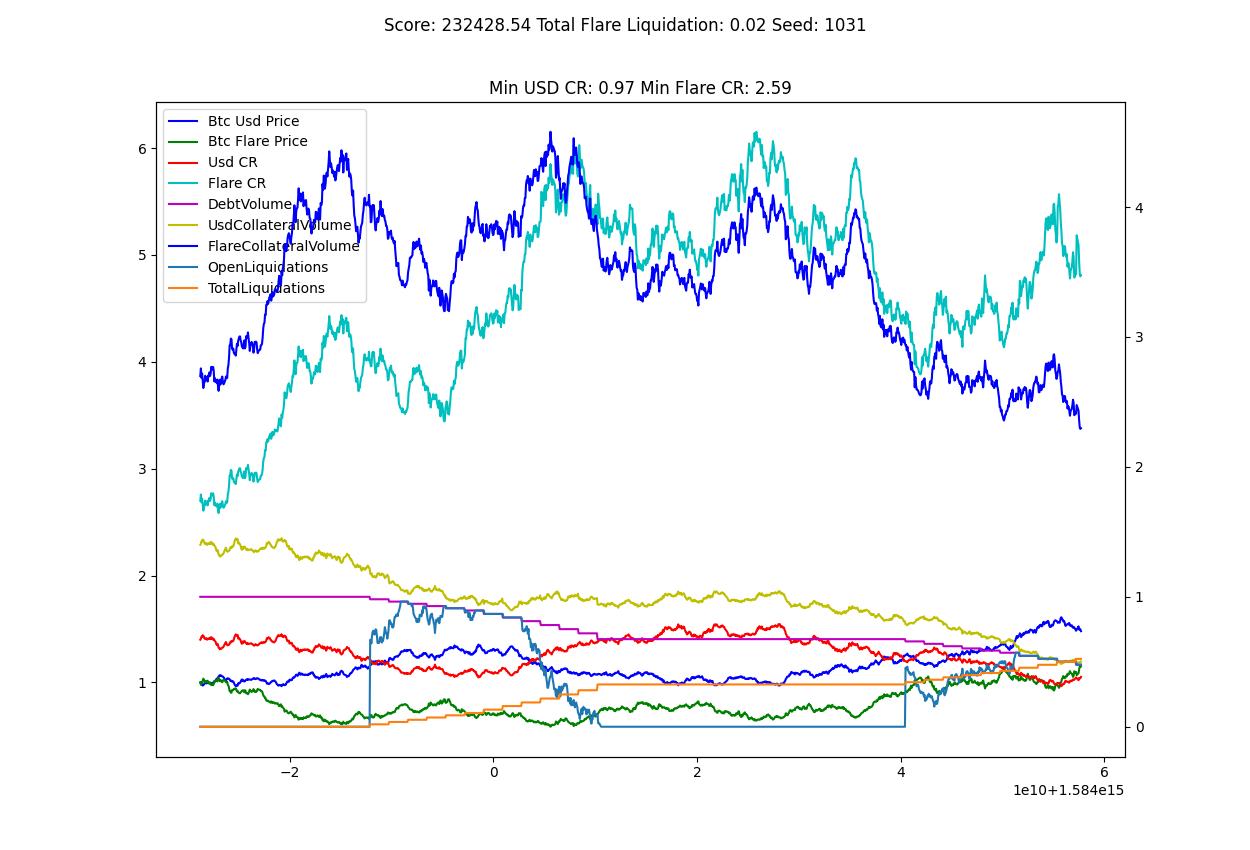 Score: 232428.54 Total Flare Liquidation: 0.02 Seed: 1031
Min USD CR: 0.97 Min Flare CR: 2.59
Btc Usd Price
Btc Flare Price
Usd CR
Flare CR
DebtVolume
UsdCollateralVolume
FlareCollateralVolume
OpenLiquidations
TotalLiquidations
6
5
4
3
2
1
4
3
2
1
0
−2
0
2
4
6
1e10+1.584e15